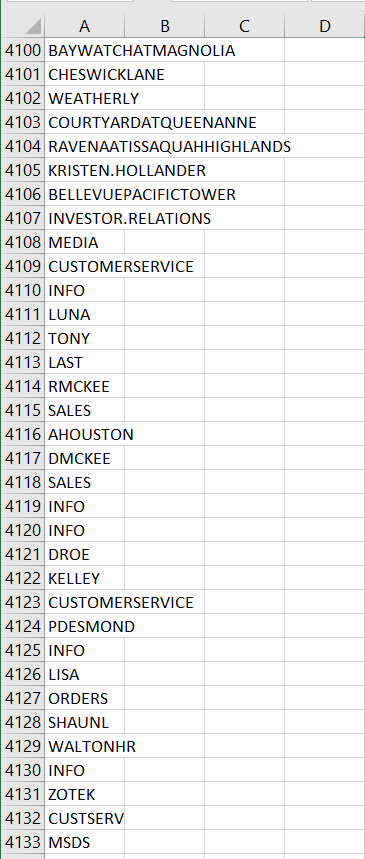 A B C D
4100 BAYWATCHATMAGNOLIA
4101 CHESWICKLANE
4102 WEATHERLY
4103 COURTYARDATQUEENANNE
4104 RAVENAATISSAQUAHHIGHLANDS
4105 KRISTEN.HOLLANDER
4106 BELLEVUEPACIFICTOWER
4107 INVESTOR.RELATIONS
4108 MEDIA
4109 CUSTOMERSERVICE
4110 INFO
4111 LUNA
4112 TONY
4113 LAST
4114 RMCKEE
4115 SALES
4116 AHOUSTON
4117 DMCKEE
4118 SALES
4119 INFO
4120 INFO
4121 DROE
4122 KELLEY
4123 CUSTOMERSERVICE
4124 PDESMOND
4125 INFO
4126 LISA
4127 ORDERS
4128 SHAUNL
4129 WALTONHR
4130 INFO
4131 ZOTEK
4132 CUSTSERV
4133 MSDS